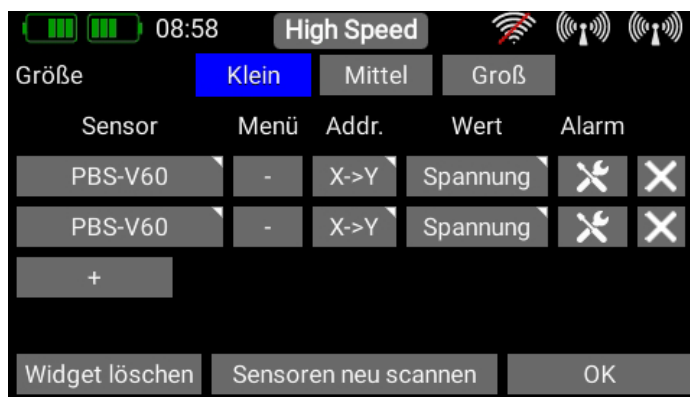 08:58 High Speed
Größe Klein Mittel Groß
Sensor Menü Addr. Wert Alarm
PBS-V60 - X->Y Spannung
PBS-V60 - X->Y Spannung
+
Widget löschen Sensoren neu scannen OK